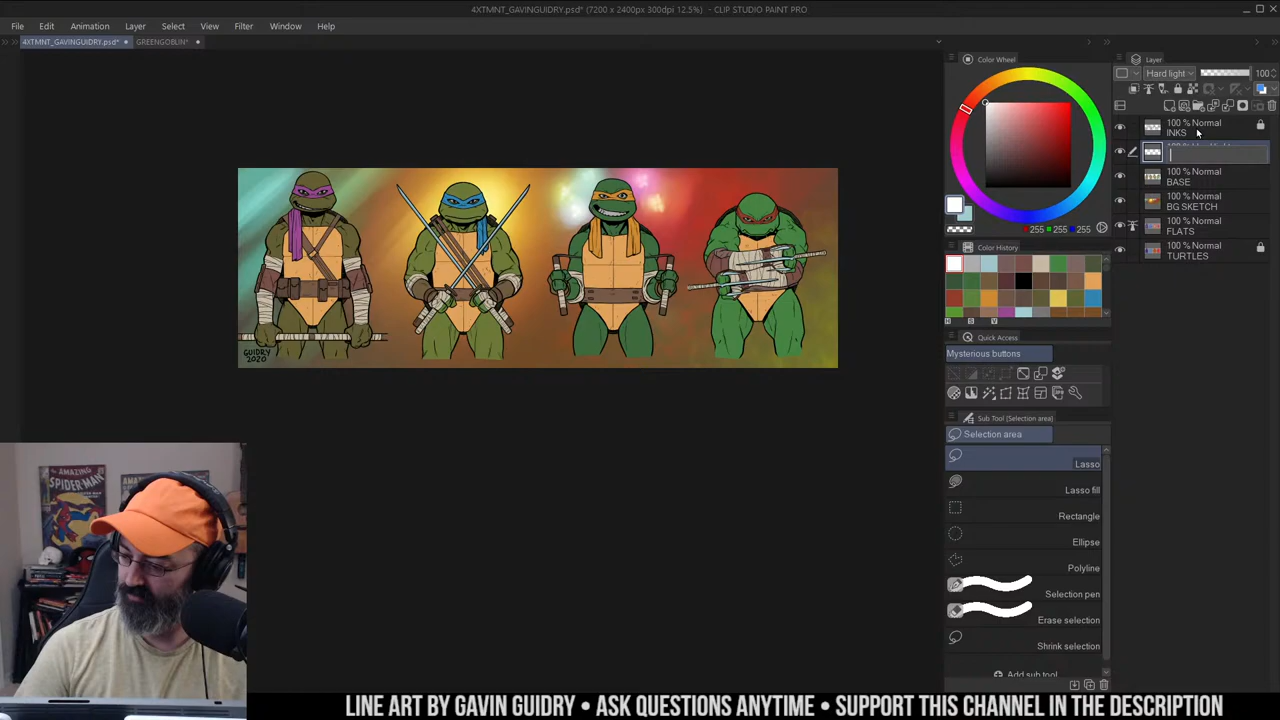 4XTMNT_GAVINGUIDRY.psd* (7200 x 2400px 300dpi 12.5%) - CLIP STUDIO PAINT PRO
File Edit Animation Layer Select View Filter Window Help
4XTMNT_GAVINGUIDRY.psd* GREENGOBLIN*
Color Wheel
255 255 255
Color History
H S V
Quick Access
Mysterious buttons
Sub Tool [Selection area]
Selection area
Lasso
Lasso fill
Rectangle
Ellipse
Polyline
Selection pen
Erase selection
Shrink selection
Add sub tool
Layer
Hard light 100
100 % Normal
INKS
100 % Normal
BASE
100 % Normal
BG SKETCH
100 % Normal
FLATS
100 % Normal
TURTLES
GUIDRY
2020
AMAZING
SPIDER-MAN
LINE ART BY GAVIN GUIDRY • ASK QUESTIONS ANYTIME • SUPPORT THIS CHANNEL IN THE DESCRIPTION